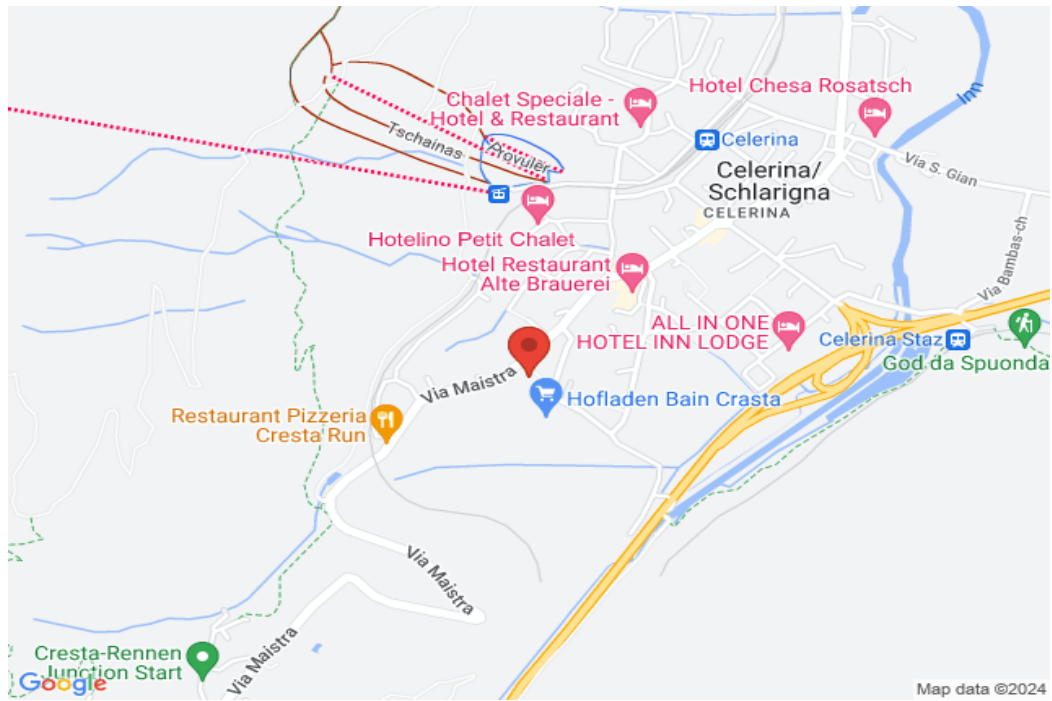 Hotel Chesa Rosatsch
Inn
Chalet Speciale -
Hotel & Restaurant
Tschainas
Provuler
Celerina
Via S. Gian
Celerina/
Schlarigna
CELERINA
Hotelino Petit Chalet
Hotel Restaurant
Alte Brauerei
Via Bambas-ch
ALL IN ONE
HOTEL INN LODGE
Celerina Staz
God da Spuonda
Via Maistra
Hofladen Bain Crasta
Restaurant Pizzeria
Cresta Run
Via Maistra
Via Maistra
Cresta-Rennen
Junction Start
Google
Map data ©2024